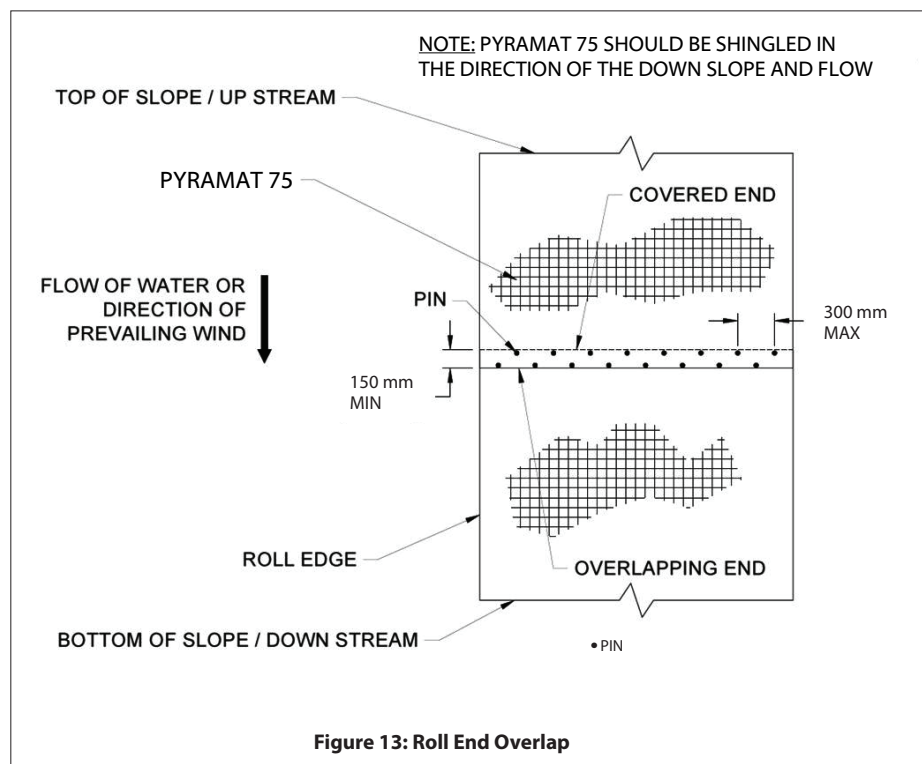 NOTE: PYRAMAT 75 SHOULD BE SHINGLED IN
THE DIRECTION OF THE DOWN SLOPE AND FLOW
TOP OF SLOPE / UP STREAM
PYRAMAT 75
COVERED END
FLOW OF WATER OR
DIRECTION OF
PREVAILING WIND
PIN
300 mm
MAX
150 mm
MIN
ROLL EDGE
OVERLAPPING END
BOTTOM OF SLOPE / DOWN STREAM
• PIN
Figure 13: Roll End Overlap